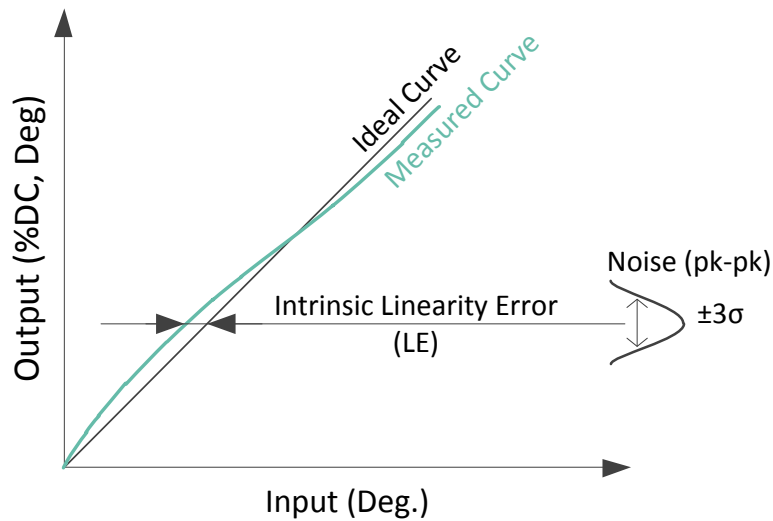 Output (%DC, Deg)
Ideal Curve
Measured Curve
Noise (pk-pk)
±3σ
Intrinsic Linearity Error
(LE)
Input (Deg.)